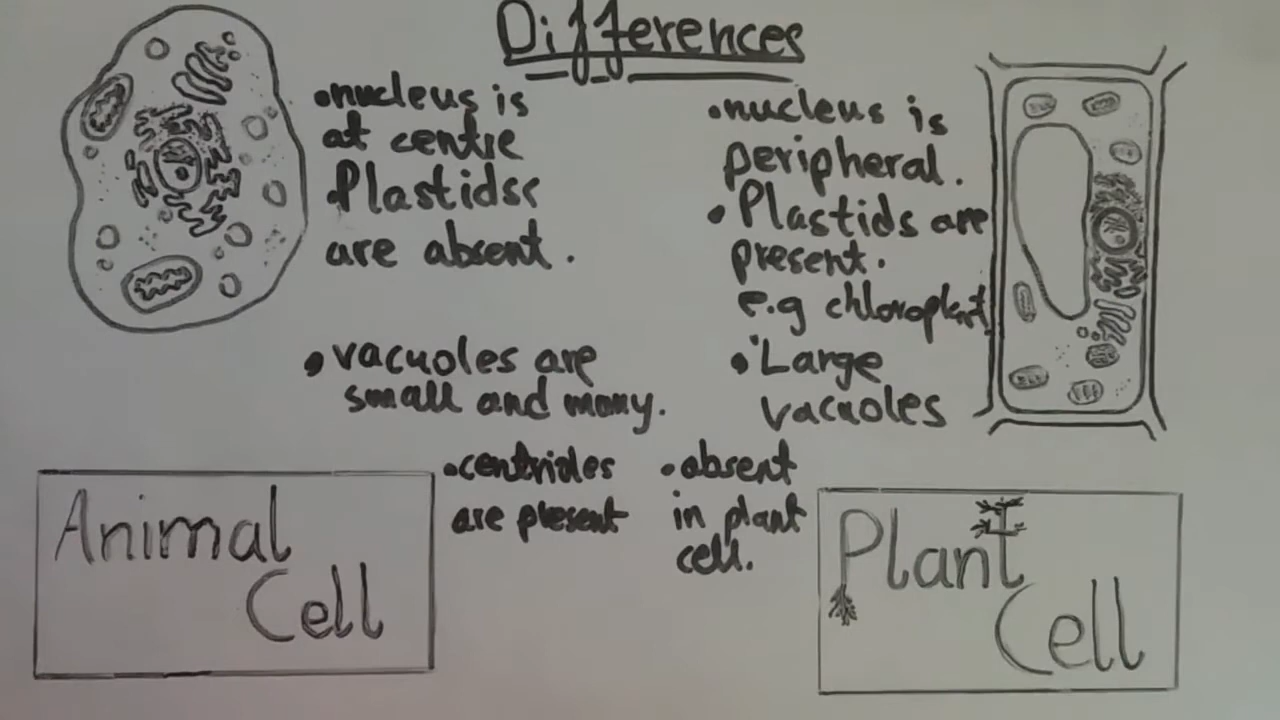 Differences
•nucleus is
at centre
•Plastids
are absent.
•vacuoles are
small and many.
•centrioles
are present
•nucleus is
peripheral.
•Plastids are
present.
e.g chloroplast
•Large
vacuoles
•absent
in plant
cell.
Animal
Cell
Plant
Cell